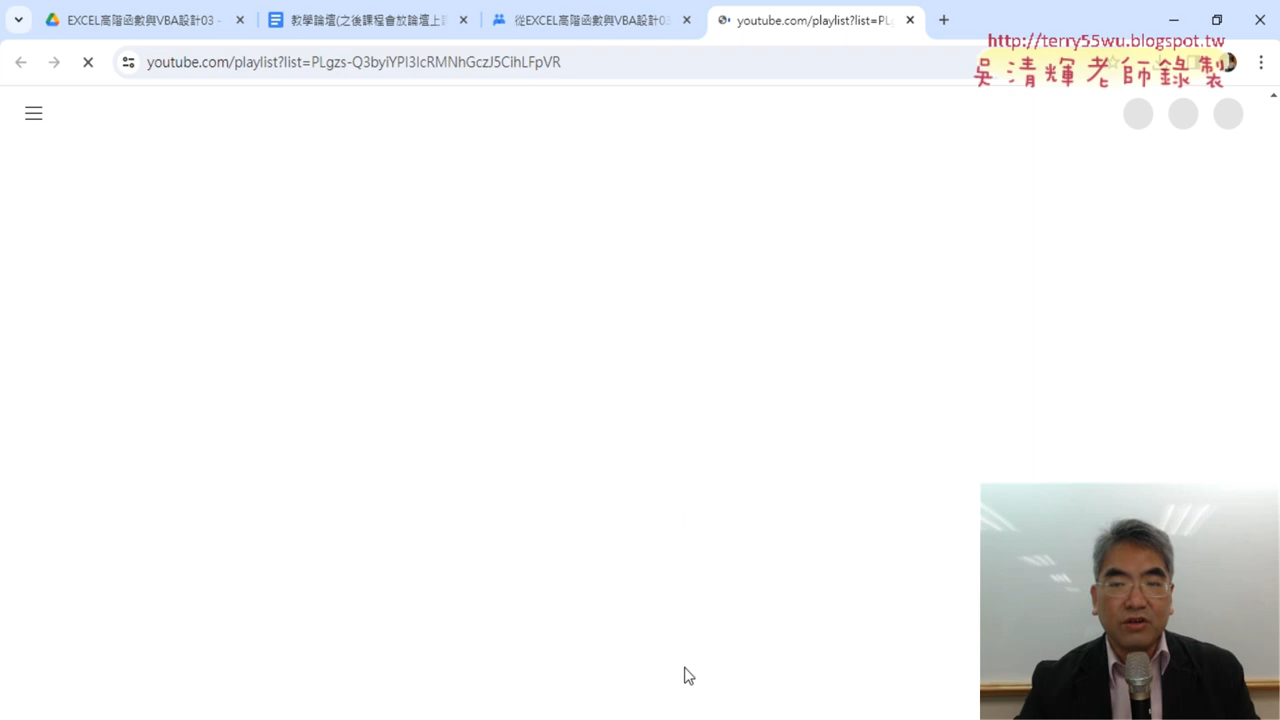 EXCEL高階函數與VBA設計03 -
教學論壇(之後課程會放論壇上
從EXCEL高階函數與VBA設計03
youtube.com/playlist?list=PLg
http://terry55wu.blogspot.tw
youtube.com/playlist?list=PLgzs-Q3byiYPI3lcRMNhGczJ5CihLFpVR
吳清輝老師錄製